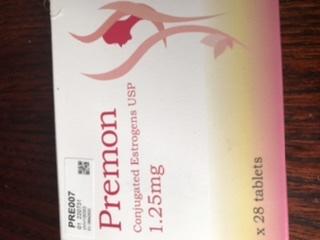 Premon
Conjugated Estrogens USP
1.25mg
x 28 tablets
PRE007